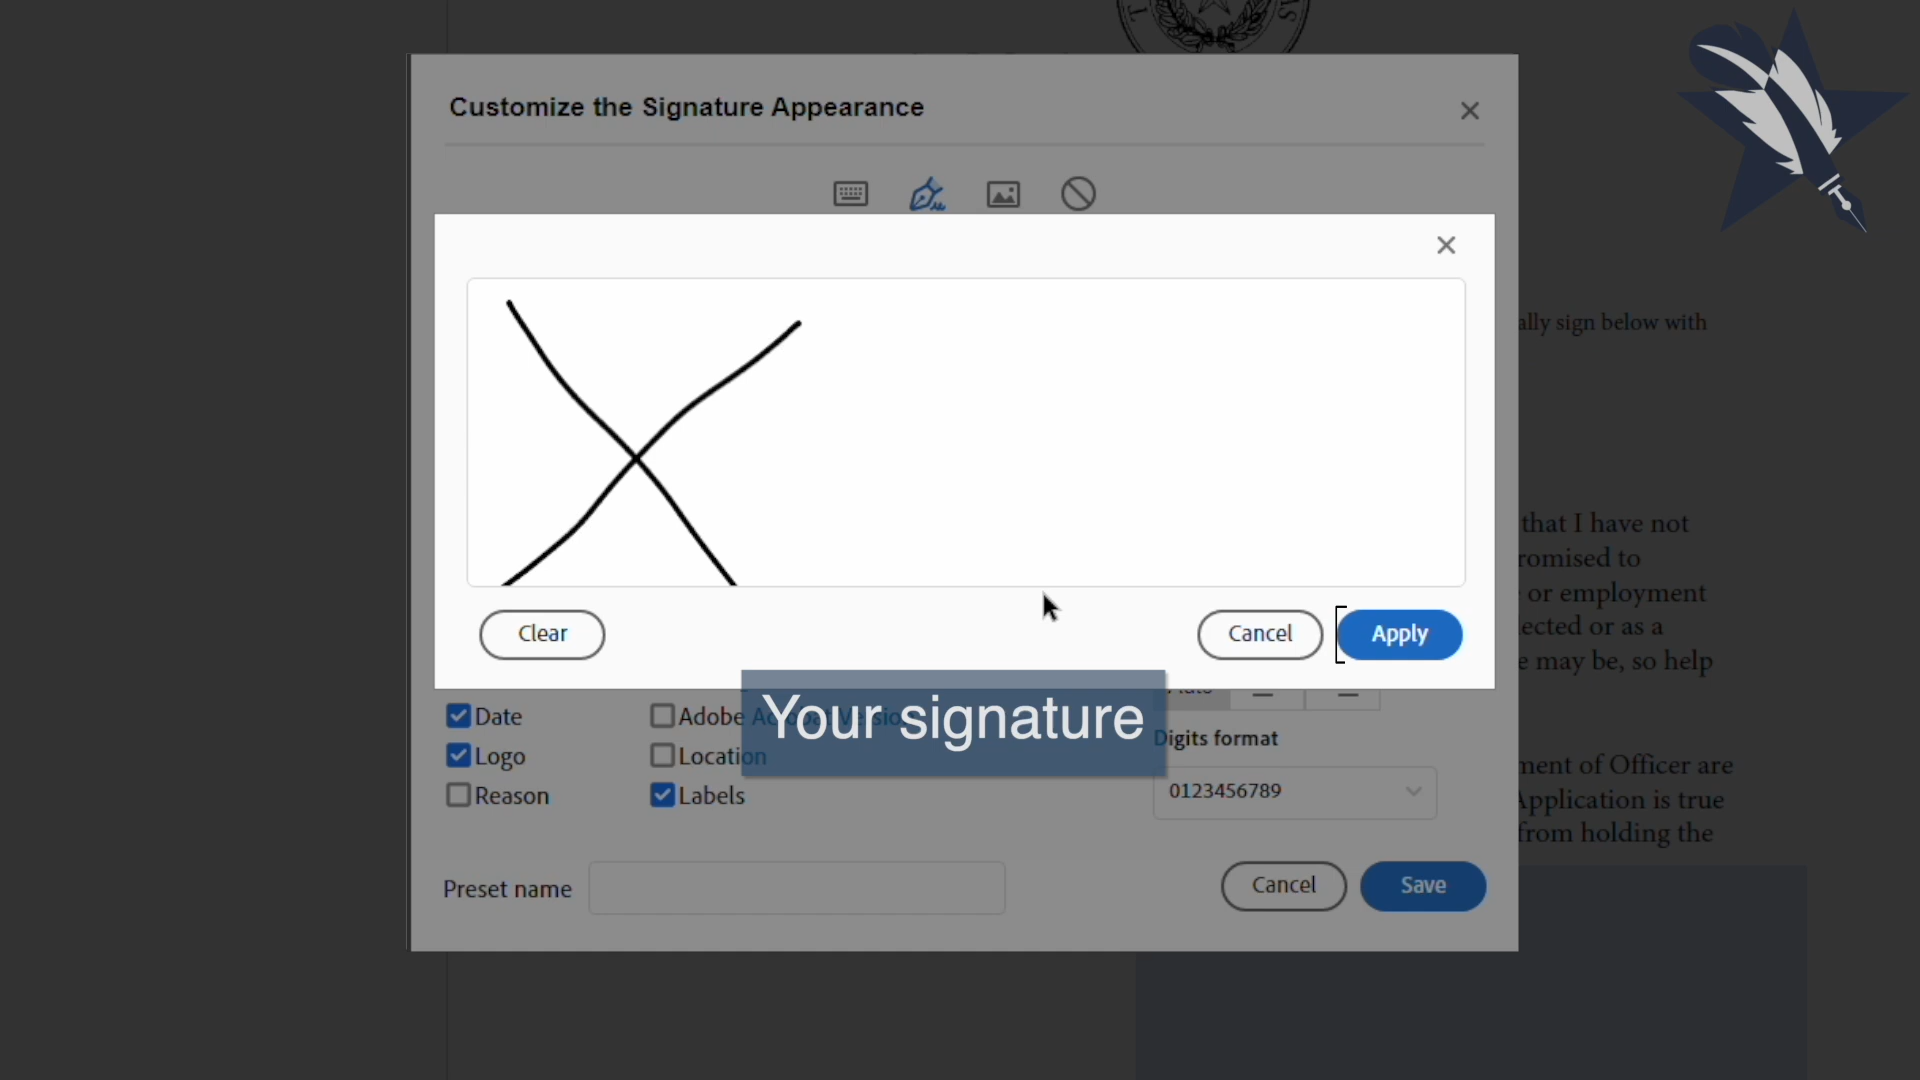 Customize the Signature Appearance
ally sign below with
Clear
Cancel
Apply
Your signature
Date
Adobe Acrobat Version
Logo
Location
Reason
Labels
Digits format
0123456789
that I have not
romised to
or employment
ected or as a
e may be, so help
ment of Officer are
Application is true
from holding the
Preset name
Cancel
Save